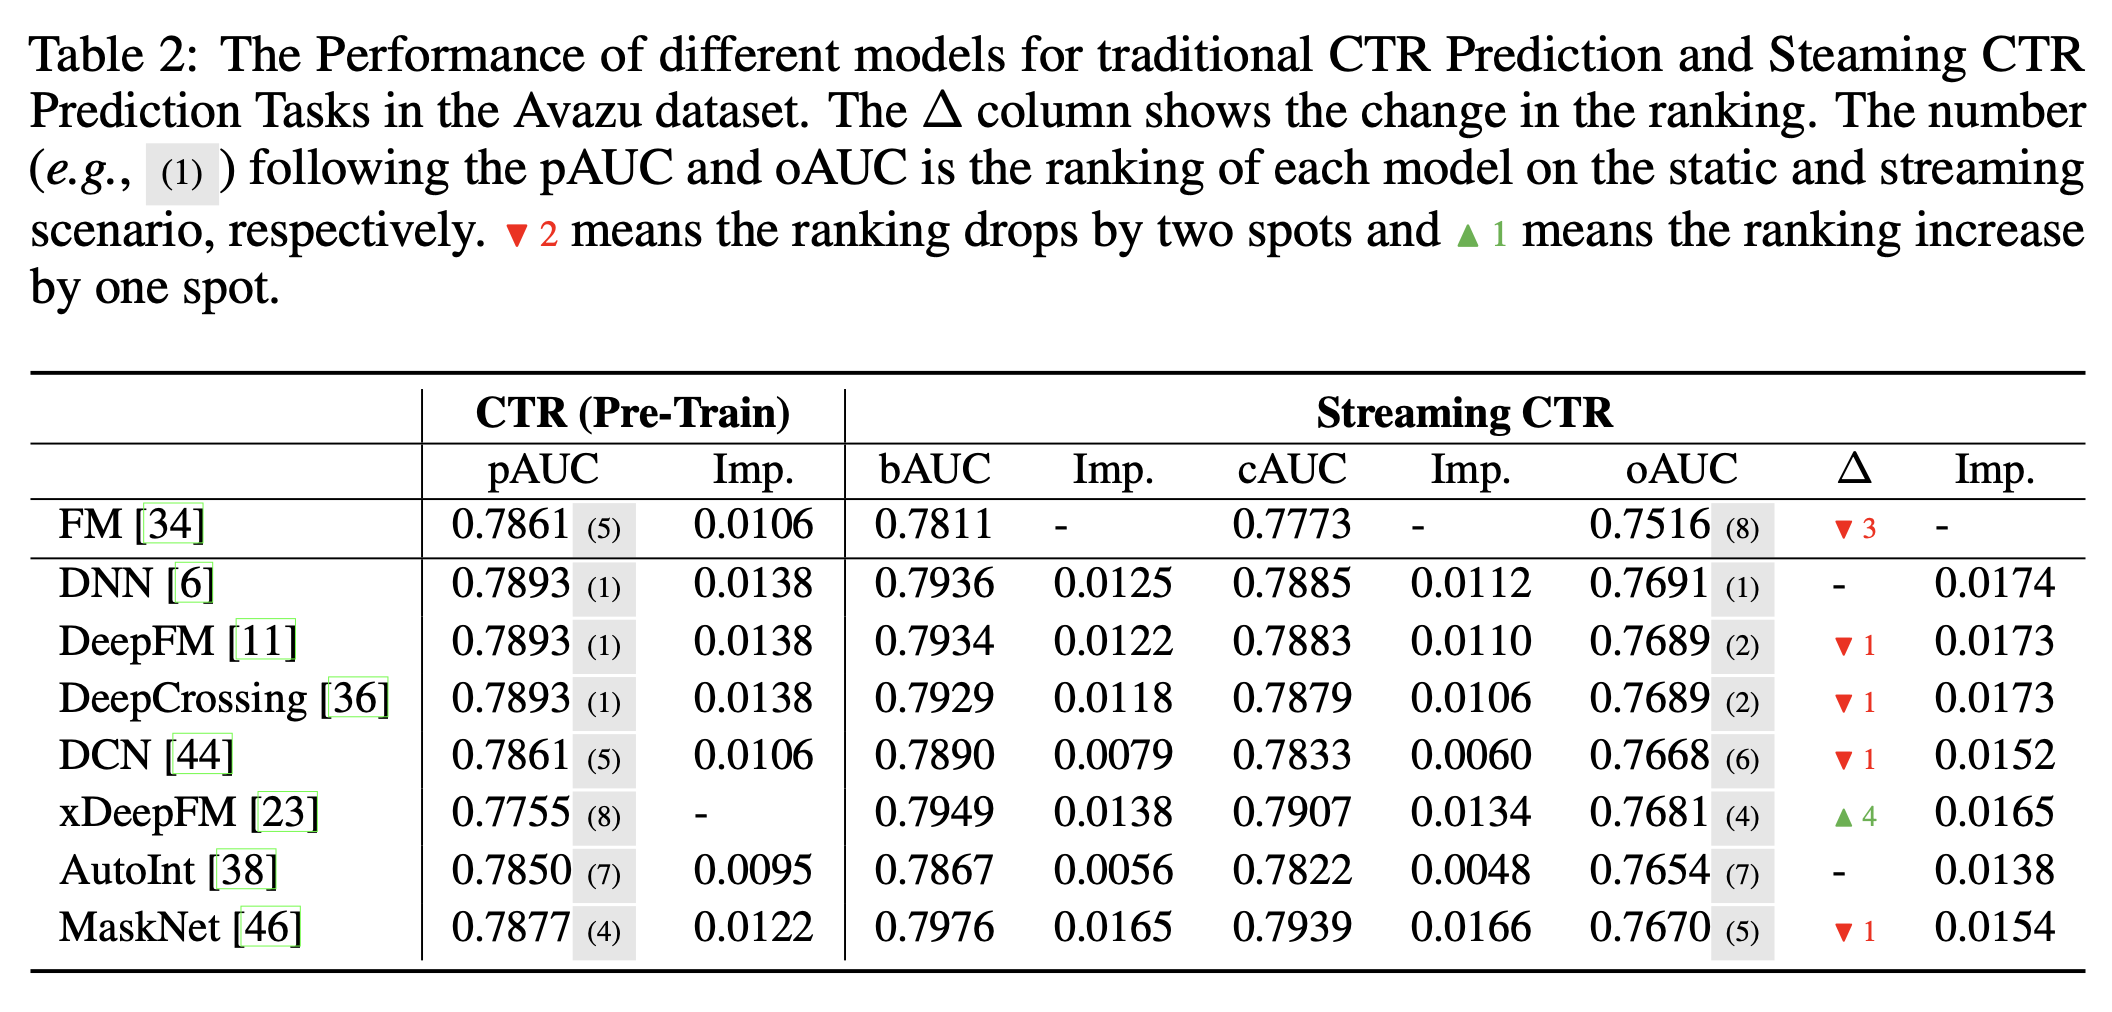 Table 2: The Performance of different models for traditional CTR Prediction and Steaming CTR
Prediction Tasks in the Avazu dataset. The Δ column shows the change in the ranking. The number
(e.g., (1) ) following the pAUC and oAUC is the ranking of each model on the static and streaming
scenario, respectively. ▼ 2 means the ranking drops by two spots and ▲ 1 means the ranking increase
by one spot.
CTR (Pre-Train) Streaming CTR
pAUC Imp. bAUC Imp. cAUC Imp. oAUC Δ Imp.
FM [34] 0.7861 (5) 0.0106 0.7811 - 0.7773 - 0.7516 (8) ▼ 3 -
DNN [6] 0.7893 (1) 0.0138 0.7936 0.0125 0.7885 0.0112 0.7691 (1) - 0.0174
DeepFM [11] 0.7893 (1) 0.0138 0.7934 0.0122 0.7883 0.0110 0.7689 (2) ▼ 1 0.0173
DeepCrossing [36] 0.7893 (1) 0.0138 0.7929 0.0118 0.7879 0.0106 0.7689 (2) ▼ 1 0.0173
DCN [44] 0.7861 (5) 0.0106 0.7890 0.0079 0.7833 0.0060 0.7668 (6) ▼ 1 0.0152
xDeepFM [23] 0.7755 (8) - 0.7949 0.0138 0.7907 0.0134 0.7681 (4) ▲ 4 0.0165
AutoInt [38] 0.7850 (7) 0.0095 0.7867 0.0056 0.7822 0.0048 0.7654 (7) - 0.0138
MaskNet [46] 0.7877 (4) 0.0122 0.7976 0.0165 0.7939 0.0166 0.7670 (5) ▼ 1 0.0154